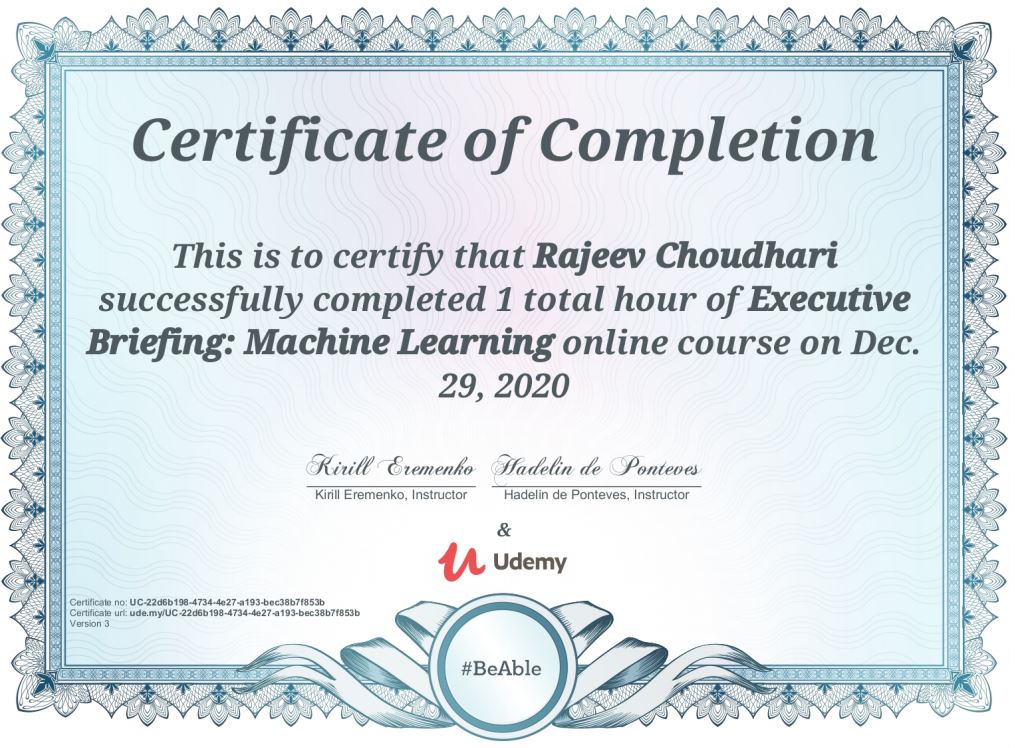 Certificate of Completion
This is to certify that Rajeev Choudhari
successfully completed 1 total hour of Executive
Briefing: Machine Learning online course on Dec.
29, 2020
Kirill Eremenko Hadelin de Ponteves
Kirill Eremenko, Instructor Hadelin de Ponteves, Instructor
&
Udemy
Certificate no: UC-22d6b198-4734-4e27-a193-bec38b7f853b
Certificate url: ude.my/UC-22d6b198-4734-4e27-a193-bec38b7f853b
Version 3
#BeAble